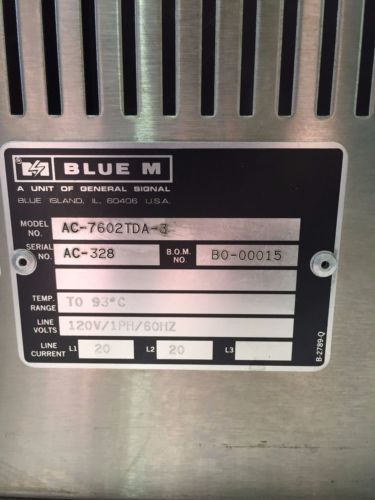 ® BLUE M
A UNIT OF GENERAL SIGNAL
BLUE ISLAND, IL. 60406 U.S.A.
MODEL NO. AC-7602TDA-3
SERIAL NO. AC-328 B.O.M. NO. BO-00015
TEMP. RANGE TO 93°C
LINE VOLTS 120V/1PH/60HZ
LINE CURRENT L1 20 L2 20 L3
B-2789-Q